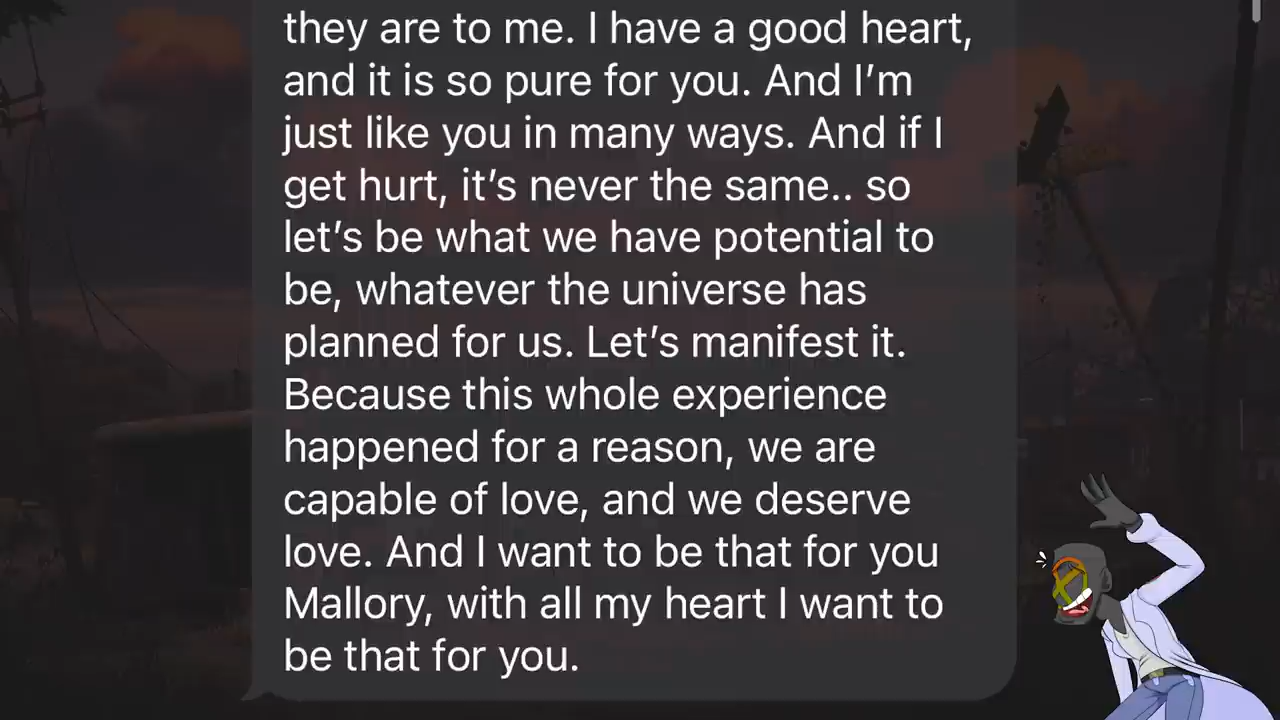 they are to me. I have a good heart,
and it is so pure for you. And I’m
just like you in many ways. And if I
get hurt, it’s never the same.. so
let’s be what we have potential to
be, whatever the universe has
planned for us. Let’s manifest it.
Because this whole experience
happened for a reason, we are
capable of love, and we deserve
love. And I want to be that for you
Mallory, with all my heart I want to
be that for you.